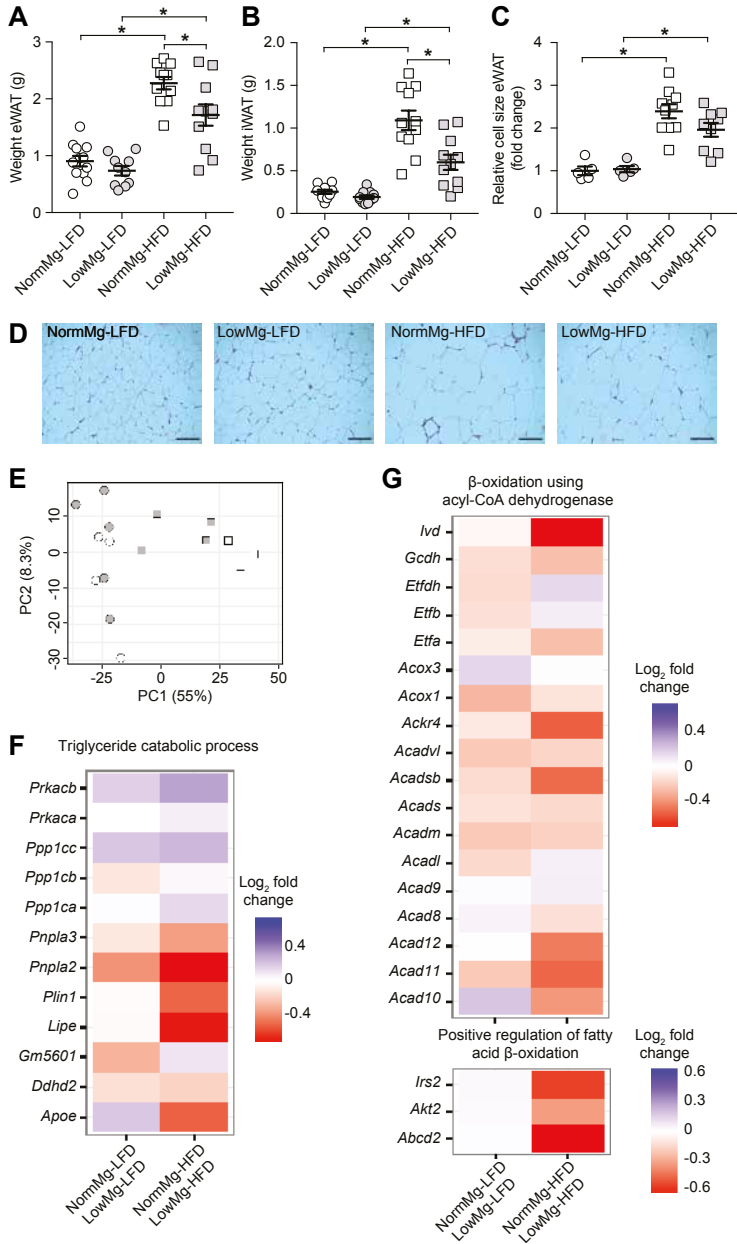 A
Weight eWAT (g)
3
2
1
0
*
*
*
NormMg-LFD
LowMg-LFD
NormMg-HFD
LowMg-HFD
B
Weight iWAT (g)
2.0
1.5
1.0
0.5
0.0
*
*
*
NormMg-LFD
LowMg-LFD
NormMg-HFD
LowMg-HFD
C
Relative cell size eWAT
(fold change)
4
3
2
1
0
*
*
NormMg-LFD
LowMg-LFD
NormMg-HFD
LowMg-HFD
D
NormMg-LFD
LowMg-LFD
NormMg-HFD
LowMg-HFD
E
PC2 (8.3%)
10
0
-10
-20
-30
-25
0
25
50
PC1 (55%)
F
Triglyceride catabolic process
Prkacb
Prkaca
Ppp1cc
Ppp1cb
Ppp1ca
Pnpla3
Pnpla2
Plin1
Lipe
Gm5601
Ddhd2
Apoe
NormMg-LFD
LowMg-LFD
NormMg-HFD
LowMg-HFD
Log2 fold
change
0.4
0
-0.4
G
β-oxidation using
acyl-CoA dehydrogenase
Ivd
Gcdh
Etfdh
Etfb
Etfa
Acox3
Acox1
Ackr4
Acadvl
Acadsb
Acads
Acadm
Acadl
Acad9
Acad8
Acad12
Acad11
Acad10
Log2 fold
change
0.4
0
-0.4
Positive regulation of fatty
acid β-oxidation
Irs2
Akt2
Abcd2
NormMg-LFD
LowMg-LFD
NormMg-HFD
LowMg-HFD
Log2 fold
change
0.6
0.3
0
-0.3
-0.6